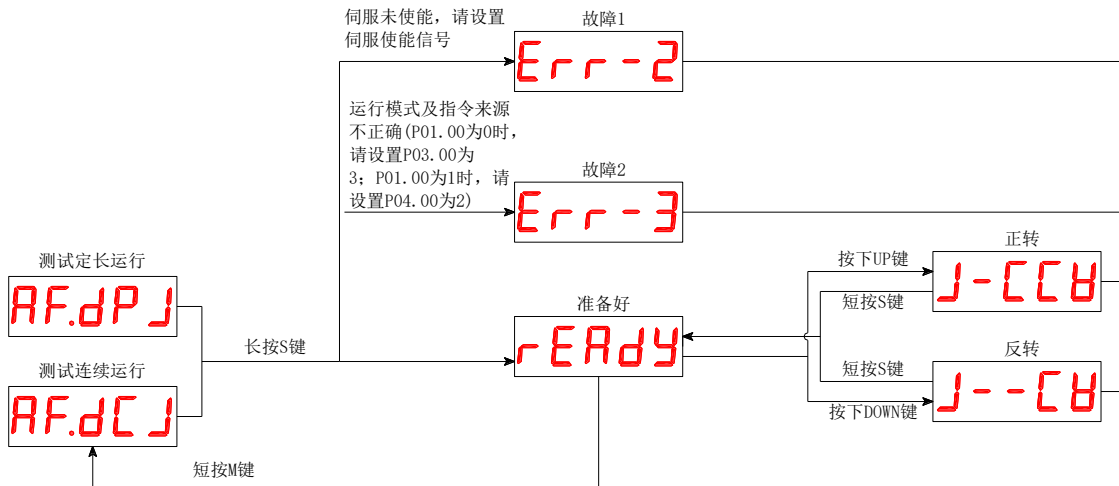 伺服未使能，请设置
伺服使能信号
故障1
Err-2
运行模式及指令来源
不正确(P01.00为0时，
请设置P03.00为
3；P01.00为1时，请
设置P04.00为2)
故障2
Err-3
测试定长运行
AF.dPJ
测试连续运行
AF.dCJ
长按S键
准备好
rEAdy
按下UP键
短按S键
正转
J-CCW
短按S键
按下DOWN键
反转
J--CW
短按M键